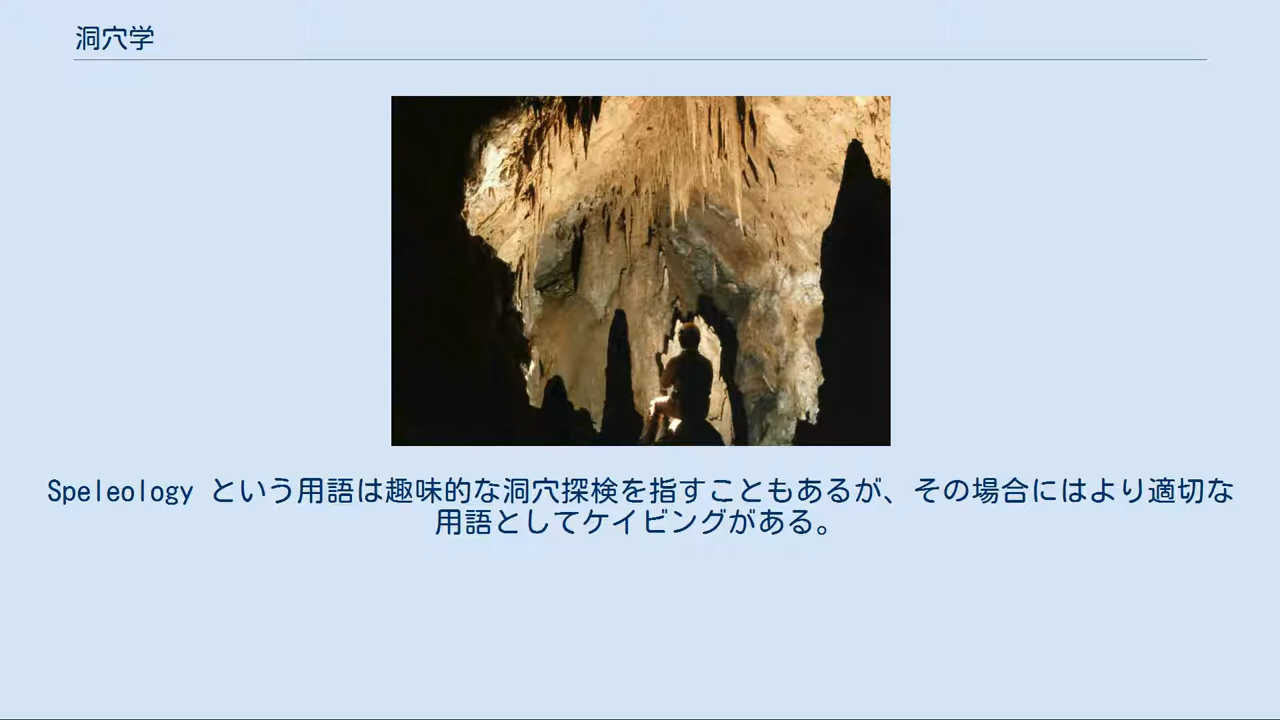 洞穴学
Speleology という用語は趣味的な洞穴探検を指すこともあるが、その場合にはより適切な
用語としてケイビングがある。